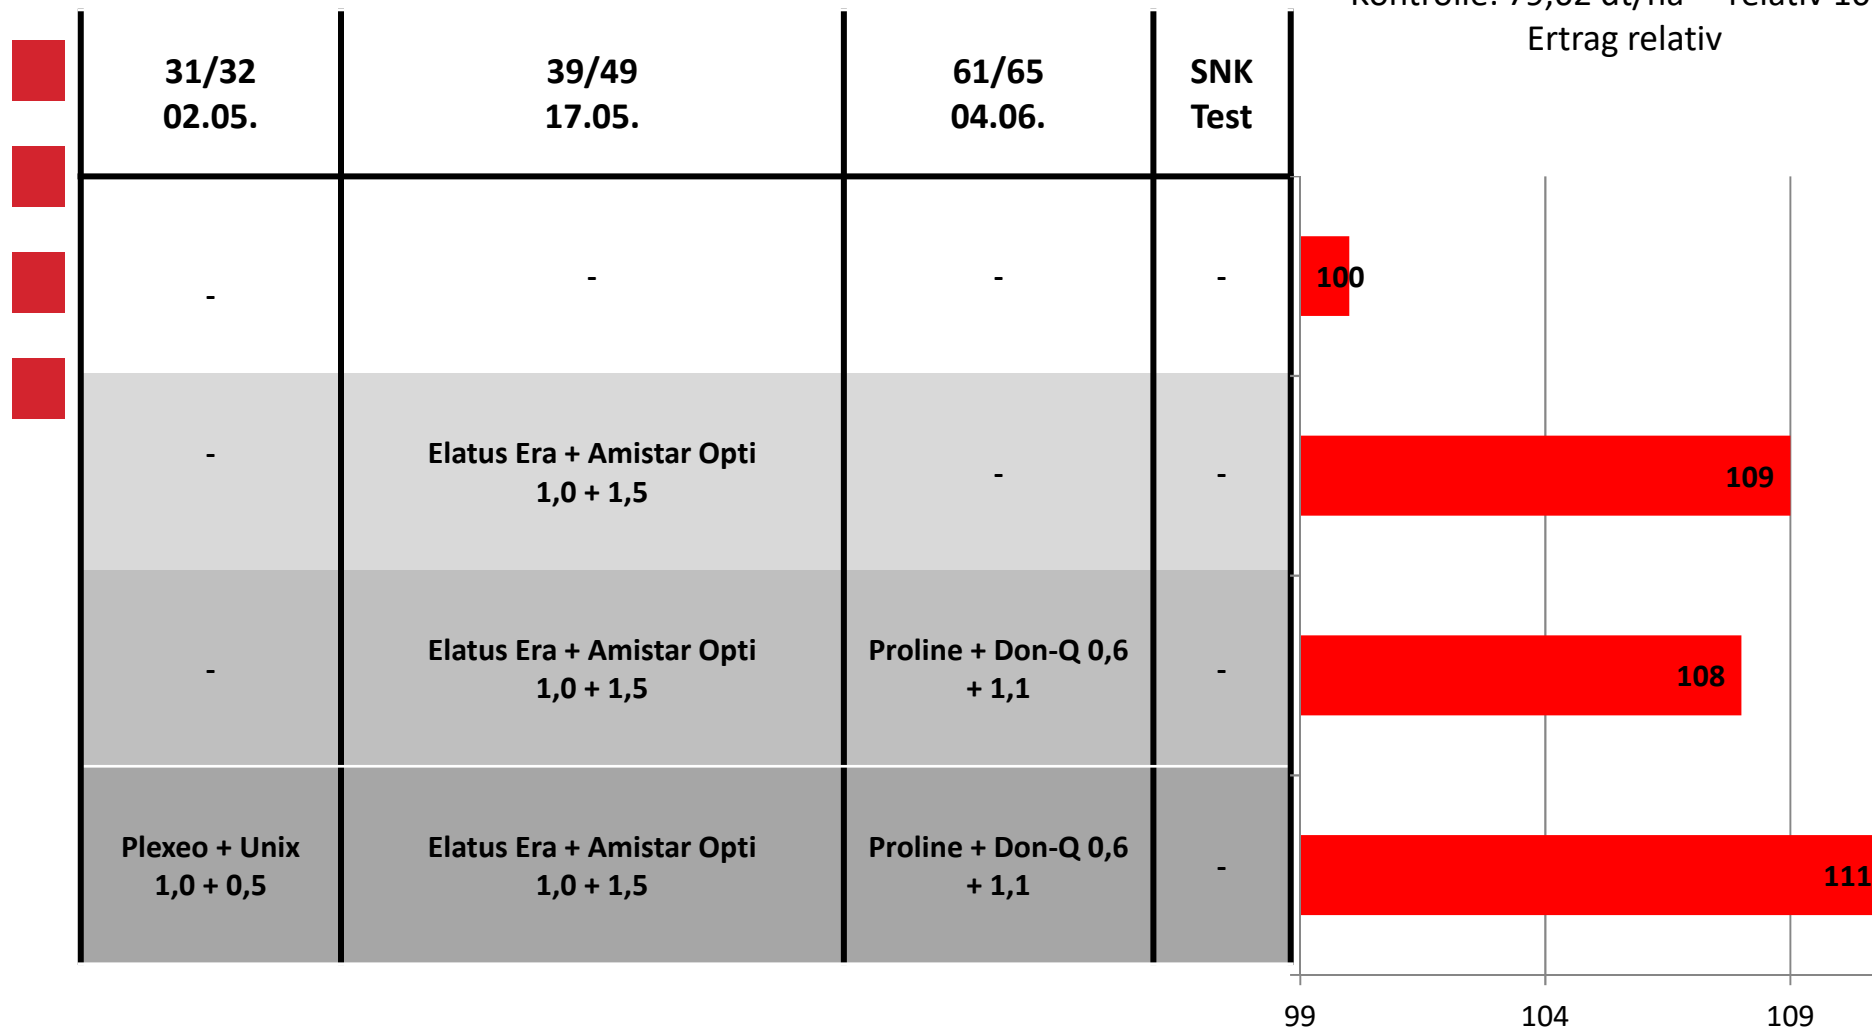 Ertrag relativ
31/32
02.05.
39/49
17.05.
61/65
04.06.
SNK
Test
-
-
-
-
100
-
Elatus Era + Amistar Opti
1,0 + 1,5
-
-
109
-
Elatus Era + Amistar Opti
1,0 + 1,5
Proline + Don-Q 0,6
+ 1,1
-
108
Plexeo + Unix
1,0 + 0,5
Elatus Era + Amistar Opti
1,0 + 1,5
Proline + Don-Q 0,6
+ 1,1
-
111
99
104
109